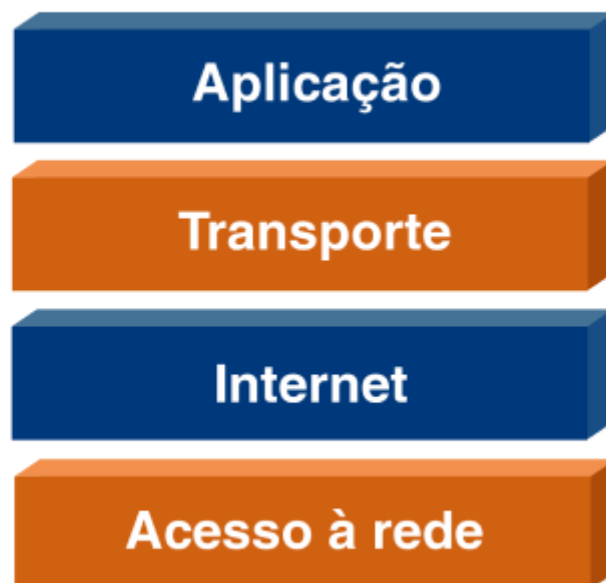 Aplicação
Transporte
Internet
Acesso à rede